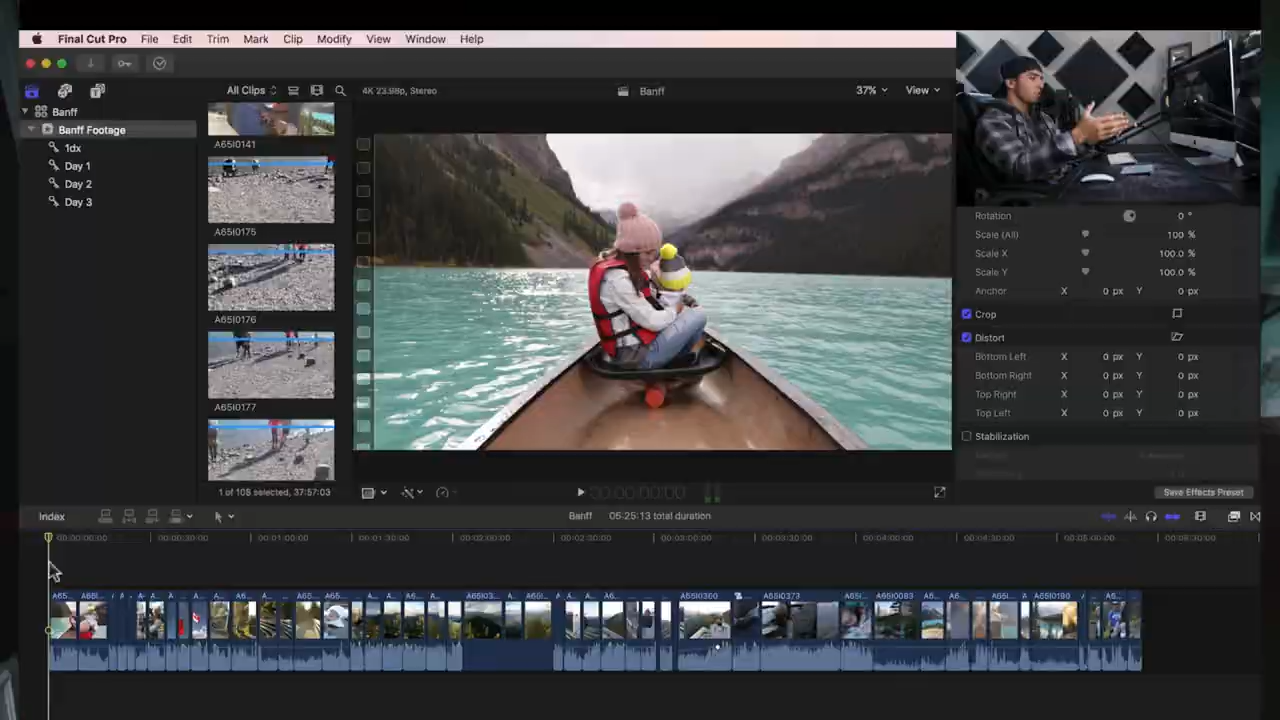 Final Cut Pro File Edit Trim Mark Clip Modify View Window Help
All Clips
4K 23.98p, Stereo
Banff
37%
View
Banff
Banff Footage
1dx
Day 1
Day 2
Day 3
A65I0141
A65I0175
A65I0176
A65I0177
1 of 108 selected, 37:57:03
Rotation 0 °
Scale (All) 100 %
Scale X 100.0 %
Scale Y 100.0 %
Anchor X 0 px Y 0 px
Crop
Distort
Bottom Left X 0 px Y 0 px
Bottom Right X 0 px Y 0 px
Top Right X 0 px Y 0 px
Top Left X 0 px Y 0 px
Stabilization
00:00:00:00
Save Effects Preset
Index
Banff 05:25:13 total duration
00:00:00:00 00:00:30:00 00:01:00:00 00:01:30:00 00:02:00:00 00:02:30:00 00:03:00:00 00:03:30:00 00:04:00:00 00:04:30:00 00:05:00:00 00:05:30:00
A65I0360 A65I0373 A65I0083 A65I0190